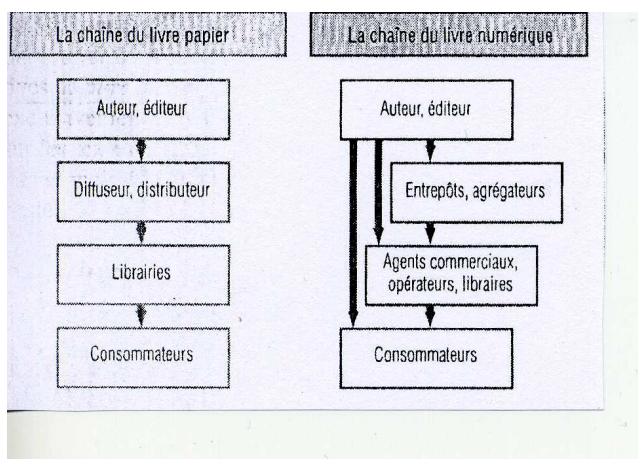 La chaîne du livre papier
Auteur, éditeur
Diffuseur, distributeur
Librairies
Consommateurs
La chaîne du livre numérique
Auteur, éditeur
Entrepôts, agrégateurs
Agents commerciaux,
opérateurs, libraires
Consommateurs